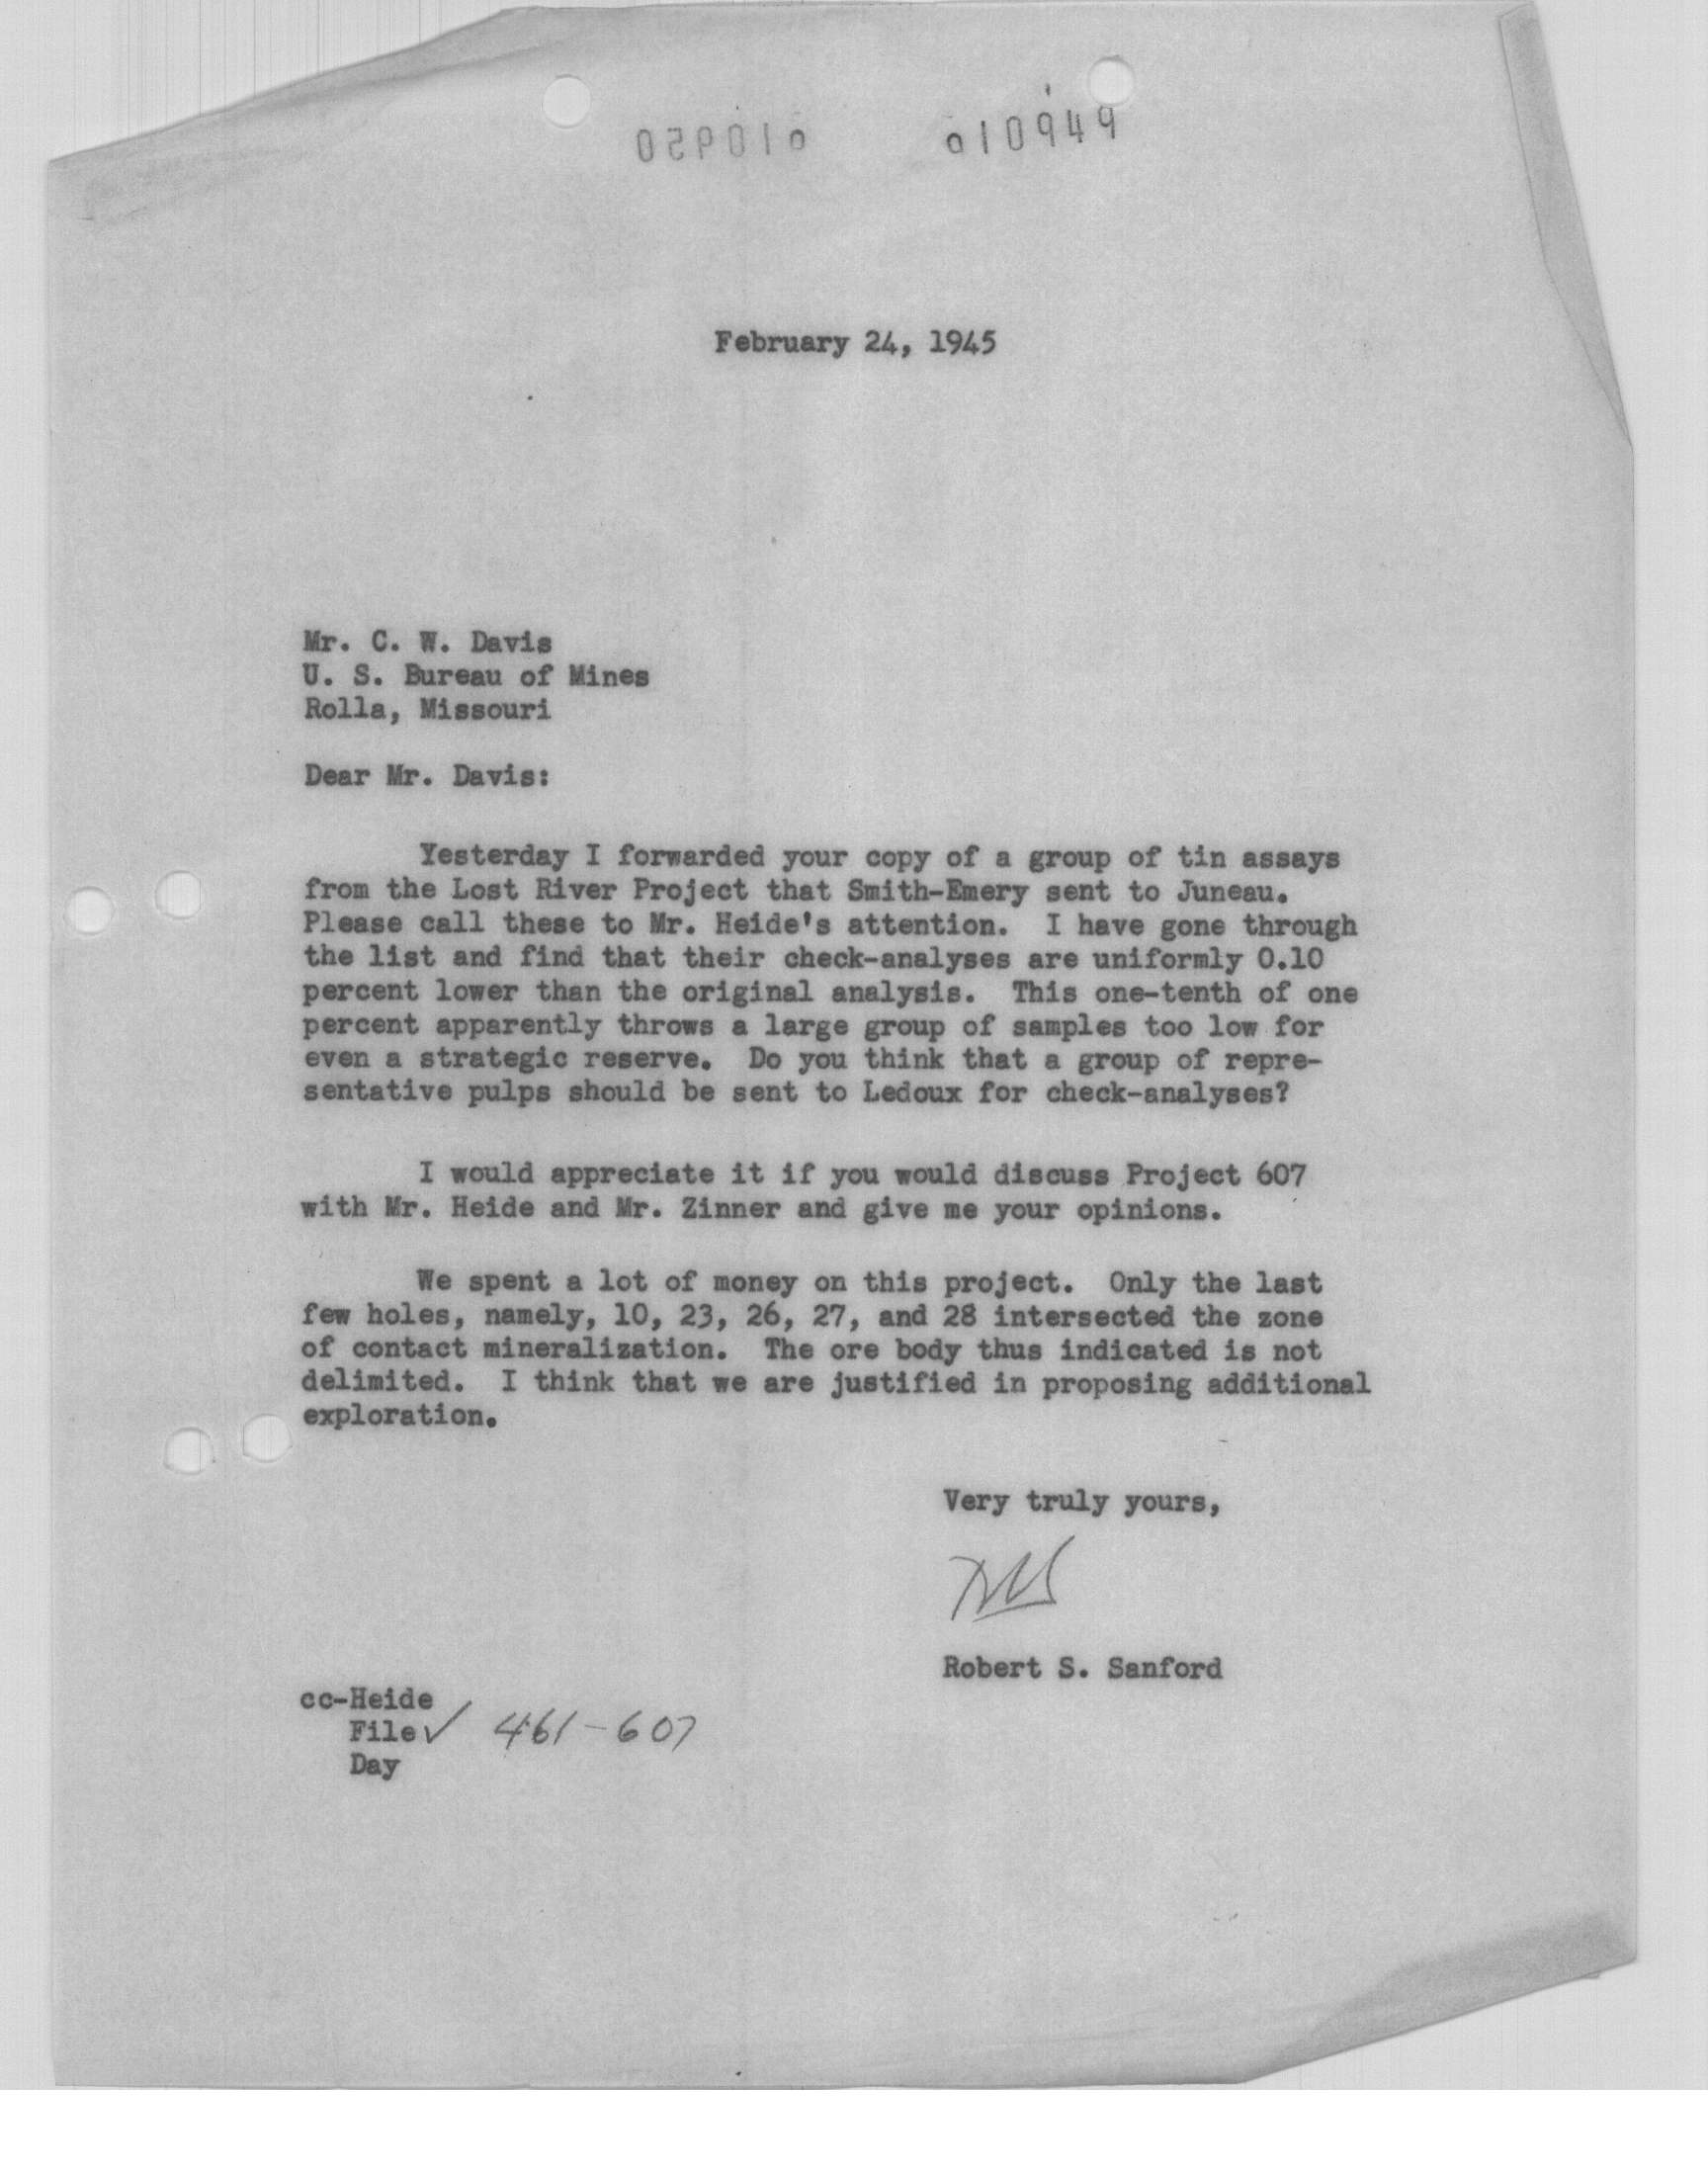 010949
February 24, 1945
Mr. C. W. Davis
U. S. Bureau of Mines
Rolla, Missouri
Dear Mr. Davis:
Yesterday I forwarded your copy of a group of tin assays
from the Lost River Project that Smith-Emery sent to Juneau.
Please call these to Mr. Heide's attention. I have gone through
the list and find that their check-analyses are uniformly 0.10
percent lower than the original analysis. This one-tenth of one
percent apparently throws a large group of samples too low for
even a strategic reserve. Do you think that a group of repre-
sentative pulps should be sent to Ledoux for check-analyses?
I would appreciate it if you would discuss Project 607
with Mr. Heide and Mr. Zinner and give me your opinions.
We spent a lot of money on this project. Only the last
few holes, namely, 10, 23, 26, 27, and 28 intersected the zone
of contact mineralization. The ore body thus indicated is not
delimited. I think that we are justified in proposing additional
exploration.
Very truly yours,
Robert S. Sanford
cc-Heide
File✓ 461-607
Day